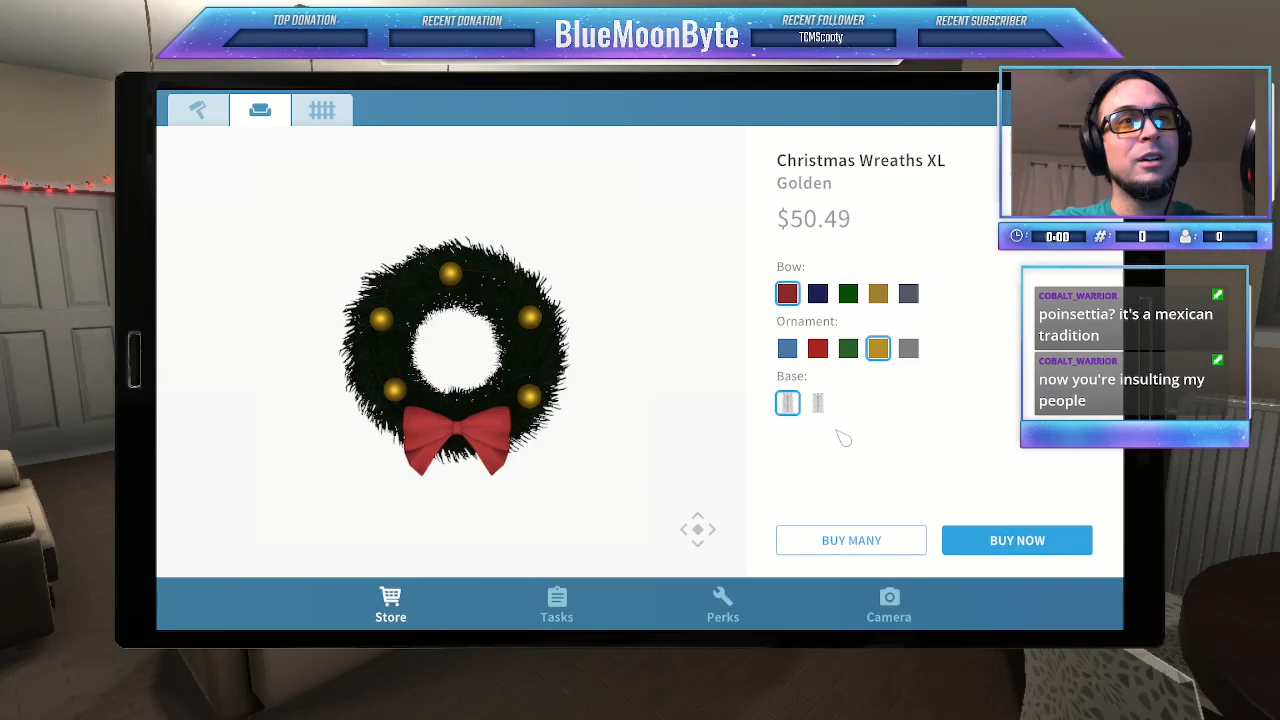 TOP DONATION
RECENT DONATION
BlueMoonByte
RECENT FOLLOWER
TCMScooty
RECENT SUBSCRIBER
Christmas Wreaths XL
Golden
$50.49
Bow:
Ornament:
Base:
BUY MANY
BUY NOW
Store
Tasks
Perks
Camera
0:00
#:
0
0
COBALT_WARRIOR
poinsettia? it's a mexican
tradition
COBALT_WARRIOR
now you're insulting my
people